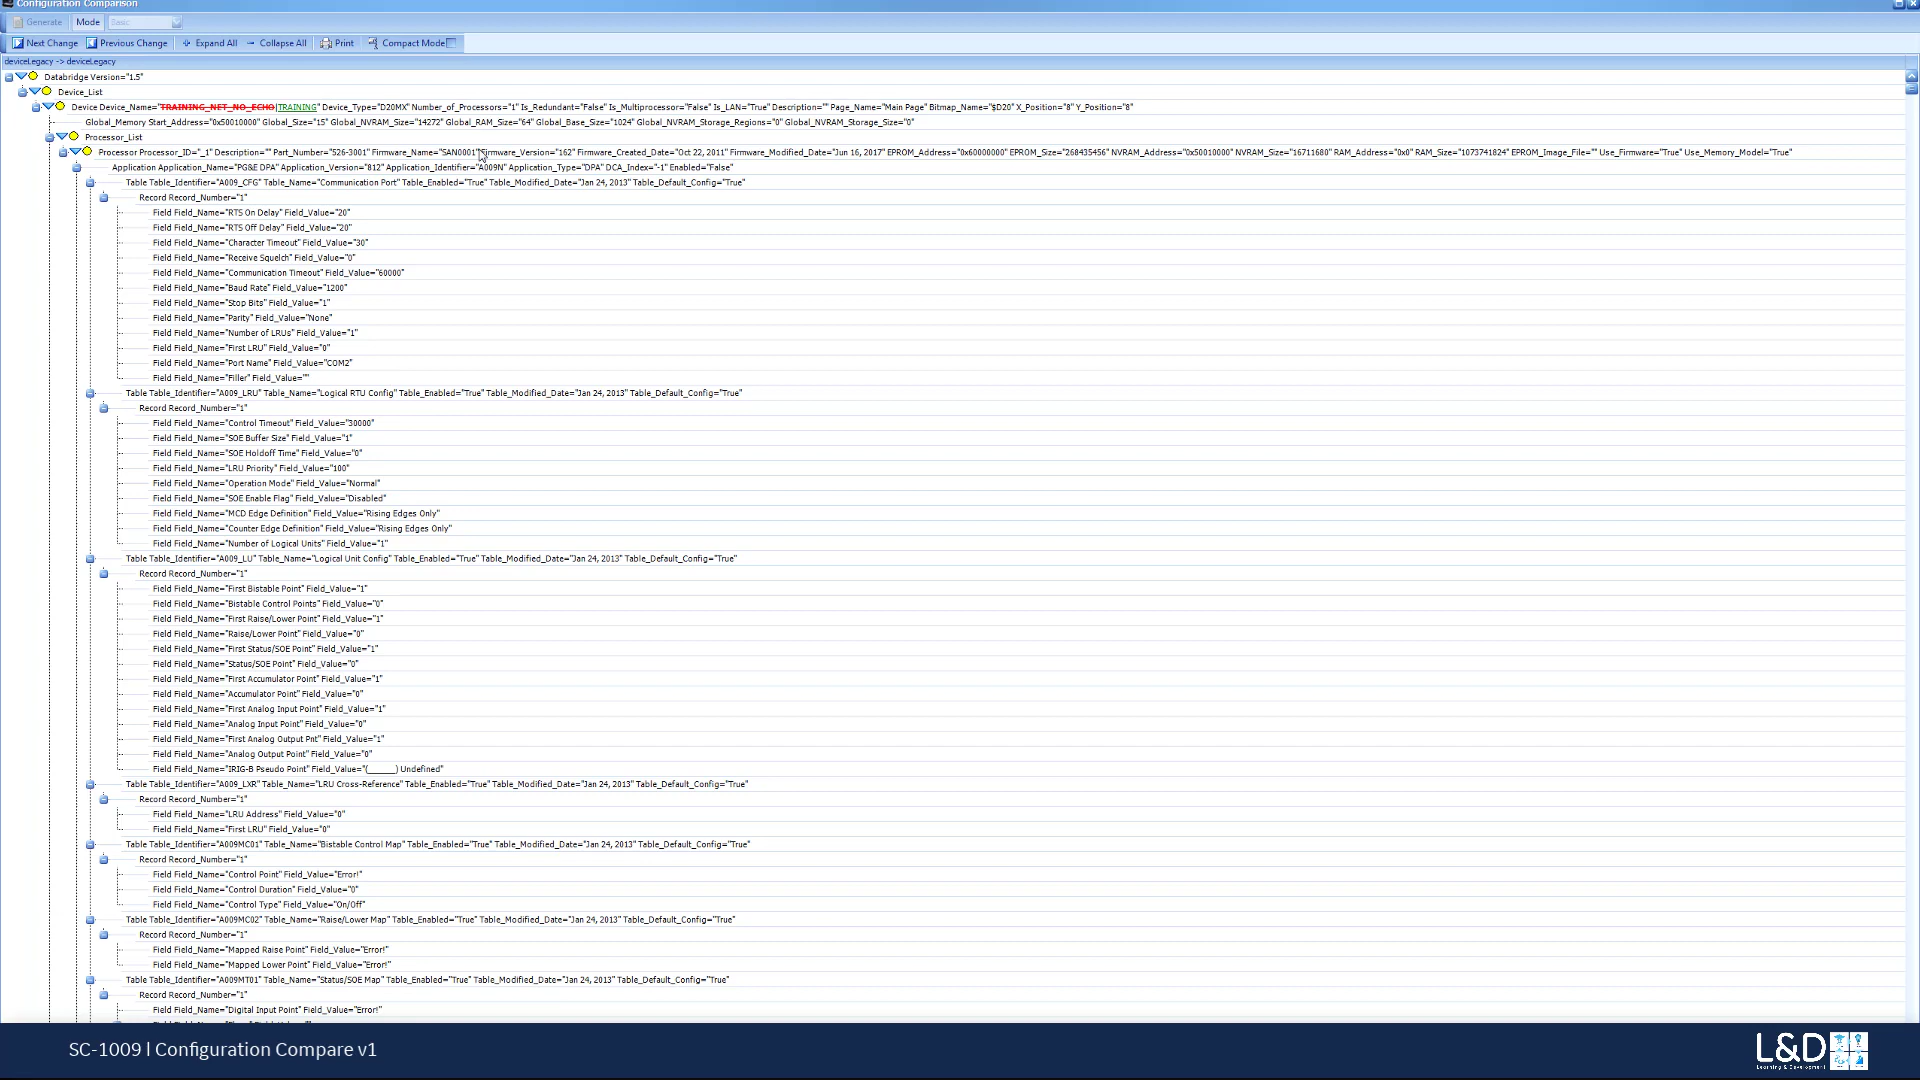 Configuration Comparison
Generate Mode Basic
Next Change Previous Change Expand All Collapse All Print Compact Mode
deviceLegacy -> deviceLegacy
Databridge Version="1.5"
Device_List
Device Device_Name="TRAINING_NET_NO_ECHO|TRAINING" Device_Type="D20MX" Number_of_Processors="1" Is_Redundant="False" Is_Multiprocessor="False" Is_LAN="True" Description="" Page_Name="Main Page" Bitmap_Name="$D20" X_Position="8" Y_Position="8"
Global_Memory Start_Address="0x50010000" Global_Size="15" Global_NVRAM_Size="14272" Global_RAM_Size="64" Global_Base_Size="1024" Global_NVRAM_Storage_Regions="0" Global_NVRAM_Storage_Size="0"
Processor_List
Processor Processor_ID="_1" Description="" Part_Number="526-3001" Firmware_Name="SAN0001" Firmware_Version="162" Firmware_Created_Date="Oct 22, 2011" Firmware_Modified_Date="Jun 16, 2017" EPROM_Address="0x60000000" EPROM_Size="268435456" NVRAM_Address="0x50010000" NVRAM_Size="16711680" RAM_Address="0x0" RAM_Size="1073741824" EPROM_Image_File="" Use_Firmware="True" Use_Memory_Model="True"
Application Application_Name="PG&E DPA" Application_Version="812" Application_Identifier="A009N" Application_Type="DPA" DCA_Index="-1" Enabled="False"
Table Table_Identifier="A009_CFG" Table_Name="Communication Port" Table_Enabled="True" Table_Modified_Date="Jan 24, 2013" Table_Default_Config="True"
Record Record_Number="1"
Field Field_Name="RTS On Delay" Field_Value="20"
Field Field_Name="RTS Off Delay" Field_Value="20"
Field Field_Name="Character Timeout" Field_Value="30"
Field Field_Name="Receive Squelch" Field_Value="0"
Field Field_Name="Communication Timeout" Field_Value="60000"
Field Field_Name="Baud Rate" Field_Value="1200"
Field Field_Name="Stop Bits" Field_Value="1"
Field Field_Name="Parity" Field_Value="None"
Field Field_Name="Number of LRUs" Field_Value="1"
Field Field_Name="First LRU" Field_Value="0"
Field Field_Name="Port Name" Field_Value="COM2"
Field Field_Name="Filler" Field_Value=""
Table Table_Identifier="A009_LRU" Table_Name="Logical RTU Config" Table_Enabled="True" Table_Modified_Date="Jan 24, 2013" Table_Default_Config="True"
Record Record_Number="1"
Field Field_Name="Control Timeout" Field_Value="30000"
Field Field_Name="SOE Buffer Size" Field_Value="1"
Field Field_Name="SOE Holdoff Time" Field_Value="0"
Field Field_Name="LRU Priority" Field_Value="100"
Field Field_Name="Operation Mode" Field_Value="Normal"
Field Field_Name="SOE Enable Flag" Field_Value="Disabled"
Field Field_Name="MCD Edge Definition" Field_Value="Rising Edges Only"
Field Field_Name="Counter Edge Definition" Field_Value="Rising Edges Only"
Field Field_Name="Number of Logical Units" Field_Value="1"
Table Table_Identifier="A009_LU" Table_Name="Logical Unit Config" Table_Enabled="True" Table_Modified_Date="Jan 24, 2013" Table_Default_Config="True"
Record Record_Number="1"
Field Field_Name="First Bistable Point" Field_Value="1"
Field Field_Name="Bistable Control Points" Field_Value="0"
Field Field_Name="First Raise/Lower Point" Field_Value="1"
Field Field_Name="Raise/Lower Point" Field_Value="0"
Field Field_Name="First Status/SOE Point" Field_Value="1"
Field Field_Name="Status/SOE Point" Field_Value="0"
Field Field_Name="First Accumulator Point" Field_Value="1"
Field Field_Name="Accumulator Point" Field_Value="0"
Field Field_Name="First Analog Input Point" Field_Value="1"
Field Field_Name="Analog Input Point" Field_Value="0"
Field Field_Name="First Analog Output Pnt" Field_Value="1"
Field Field_Name="Analog Output Point" Field_Value="0"
Field Field_Name="IRIG-B Pseudo Point" Field_Value="(______) Undefined"
Table Table_Identifier="A009_LXR" Table_Name="LRU Cross-Reference" Table_Enabled="True" Table_Modified_Date="Jan 24, 2013" Table_Default_Config="True"
Record Record_Number="1"
Field Field_Name="LRU Address" Field_Value="0"
Field Field_Name="First LRU" Field_Value="0"
Table Table_Identifier="A009MC01" Table_Name="Bistable Control Map" Table_Enabled="True" Table_Modified_Date="Jan 24, 2013" Table_Default_Config="True"
Record Record_Number="1"
Field Field_Name="Control Point" Field_Value="Error!"
Field Field_Name="Control Duration" Field_Value="0"
Field Field_Name="Control Type" Field_Value="On/Off"
Table Table_Identifier="A009MC02" Table_Name="Raise/Lower Map" Table_Enabled="True" Table_Modified_Date="Jan 24, 2013" Table_Default_Config="True"
Record Record_Number="1"
Field Field_Name="Mapped Raise Point" Field_Value="Error!"
Field Field_Name="Mapped Lower Point" Field_Value="Error!"
Table Table_Identifier="A009MT01" Table_Name="Status/SOE Map" Table_Enabled="True" Table_Modified_Date="Jan 24, 2013" Table_Default_Config="True"
Record Record_Number="1"
Field Field_Name="Digital Input Point" Field_Value="Error!"
SC-1009 | Configuration Compare v1
L&D
Learning & Development